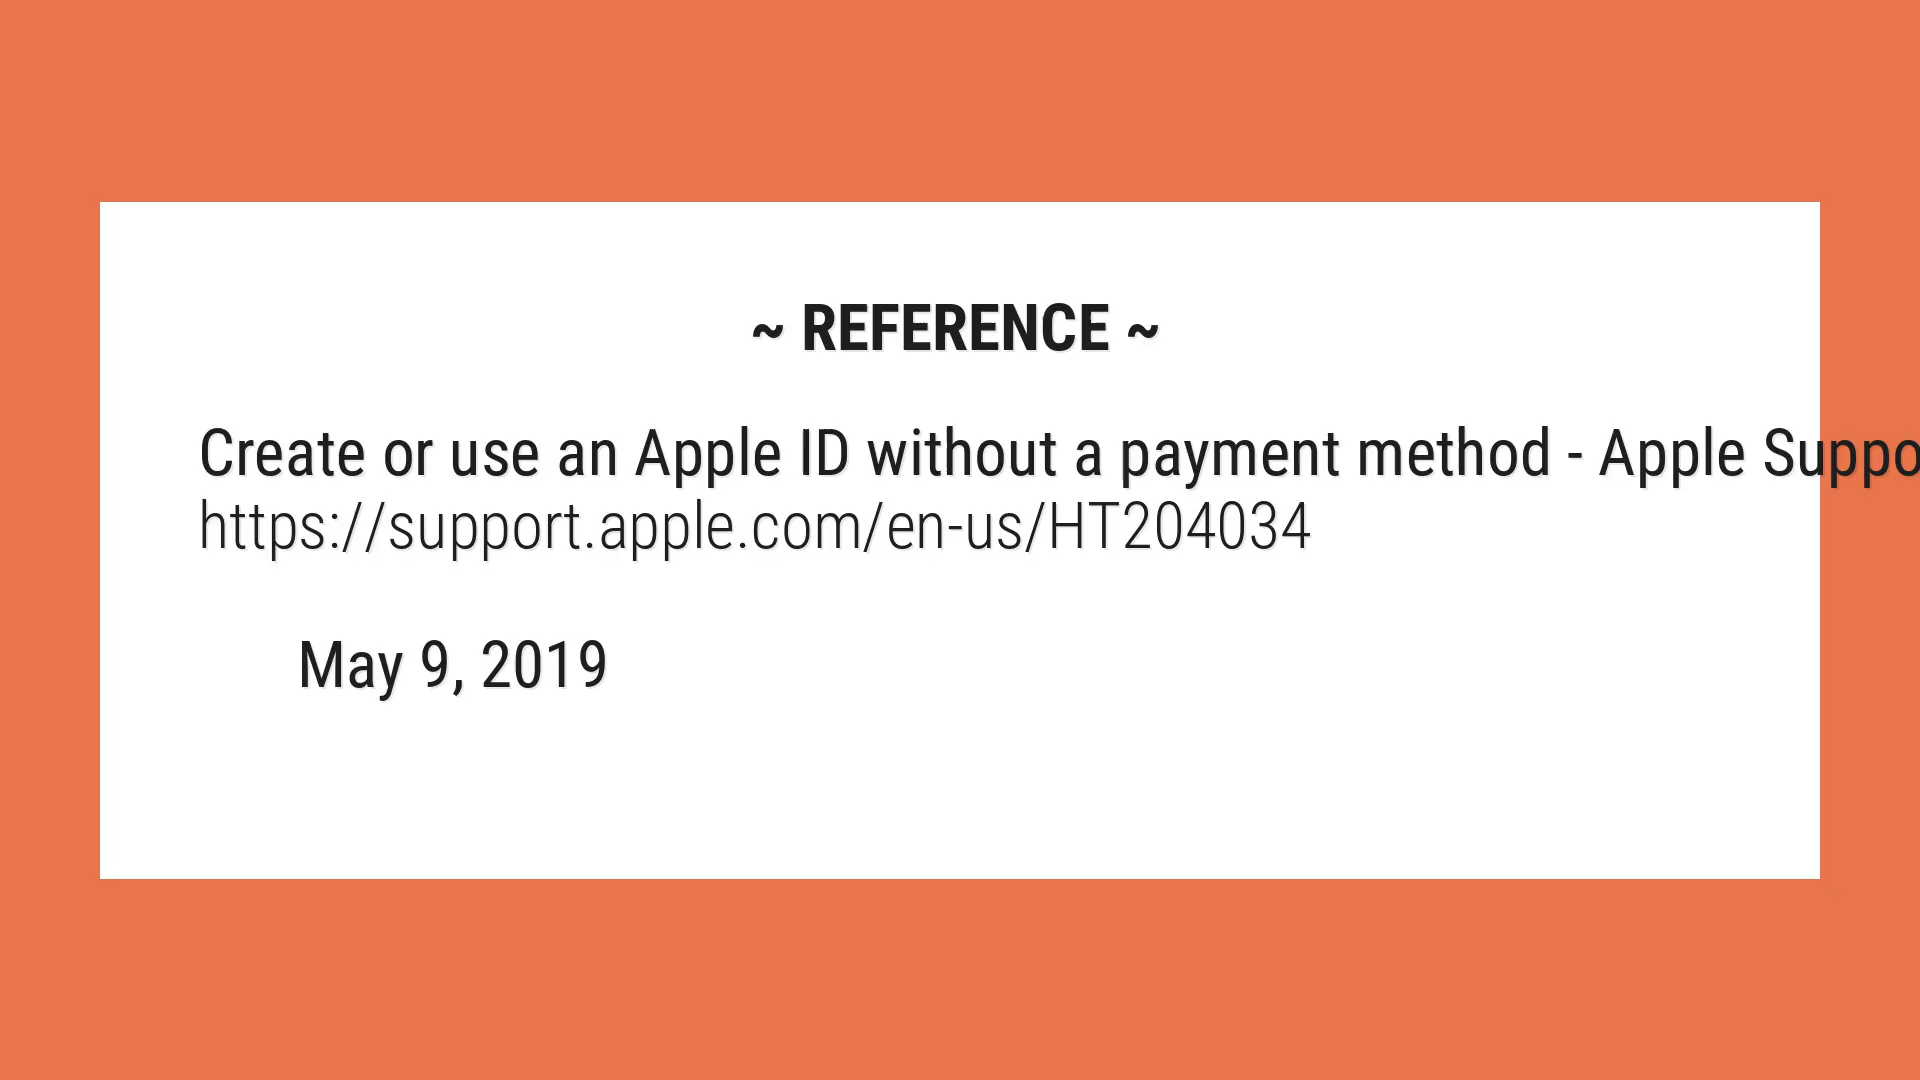 ~ REFERENCE ~
Create or use an Apple ID without a payment method - Apple Suppo
https://support.apple.com/en-us/HT204034
May 9, 2019